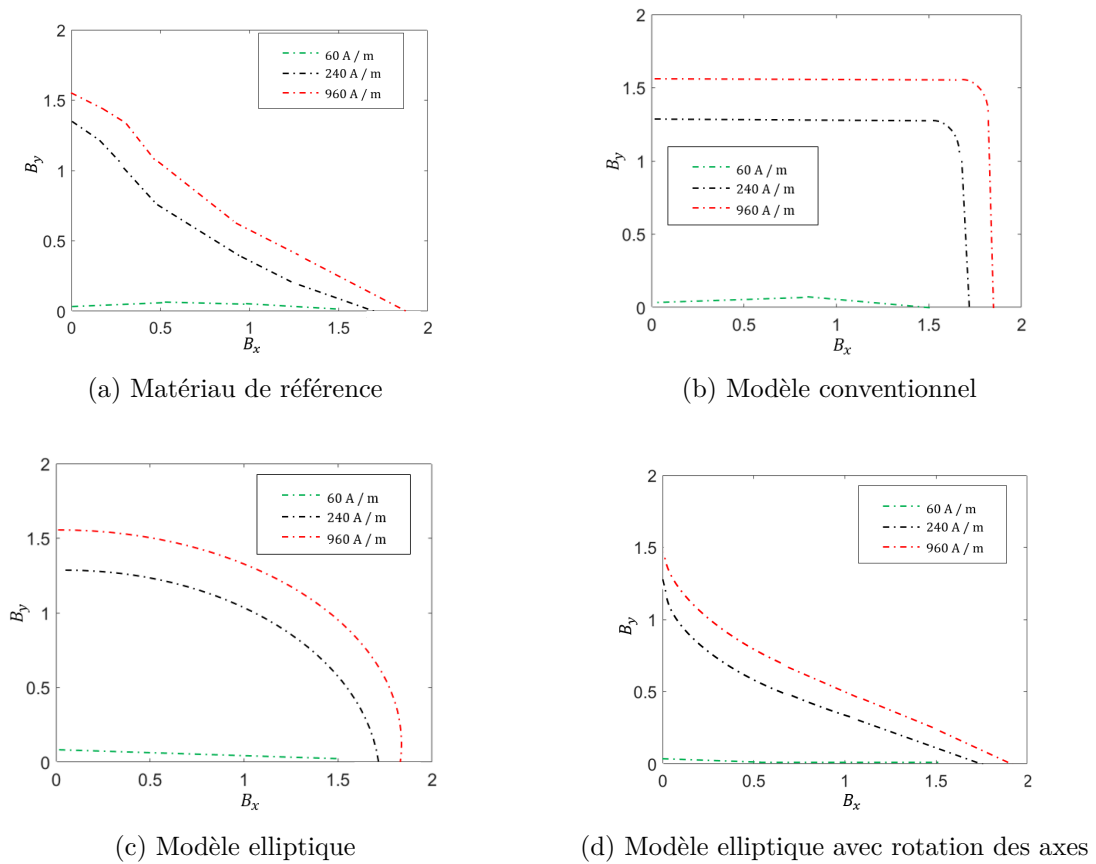 2
1.5
1
0.5
0
0
0.5
1
1.5
2
B_y
B_x
60 A / m
240 A / m
960 A / m
(a) Matériau de référence
2
1.5
1
0.5
0
0
0.5
1
1.5
2
B_y
B_x
60 A / m
240 A / m
960 A / m
(b) Modèle conventionnel
2
1.5
1
0.5
0
0
0.5
1
1.5
2
B_y
B_x
60 A / m
240 A / m
960 A / m
(c) Modèle elliptique
2
1.5
1
0.5
0
0
0.5
1
1.5
2
B_y
B_x
60 A / m
240 A / m
960 A / m
(d) Modèle elliptique avec rotation des axes